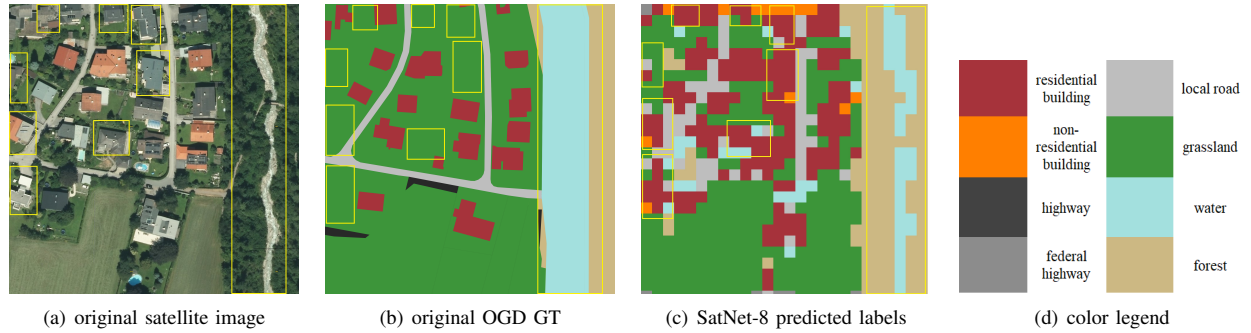 residential
building
local road
non-
residential
building
grassland
highway
water
federal
highway
forest
(a) original satellite image
(b) original OGD GT
(c) SatNet-8 predicted labels
(d) color legend